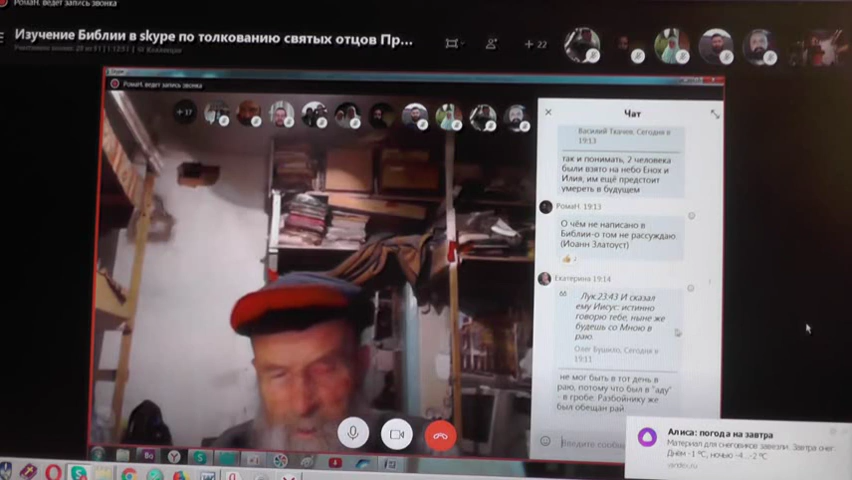 РомаН. ведет запись звонка
Изучение Библии в skype по толкованию святых отцов Пр...
+22
Skype
РомаН. ведет запись звонка
+17
Чат
Василий Ткачев, Сегодня в
19:13
так и понимать, 2 человека
были взято на небо Енох и
Илия, им ещё предстоит
умереть в будущем
РомаН. 19:13
О чём не написано в
Библии-о том не рассуждаю
(Иоанн Златоуст)
Екатерина 19:14
Лук.23:43 И сказал
ему Иисус: истинно
говорю тебе, ныне же
будешь со Мною в
раю.
Олег Бушило, Сегодня в
19:11
не мог быть в тот день в
раю, потому что был в "аду"
- в гробе. Разбойнику же
был обещан рай.
Введите сообщ
Алиса: погода на завтра
Материал для снеговиков завезли. Завтра снег.
Днём -1 °C, ночью -4...-2 °C
yandex.ru